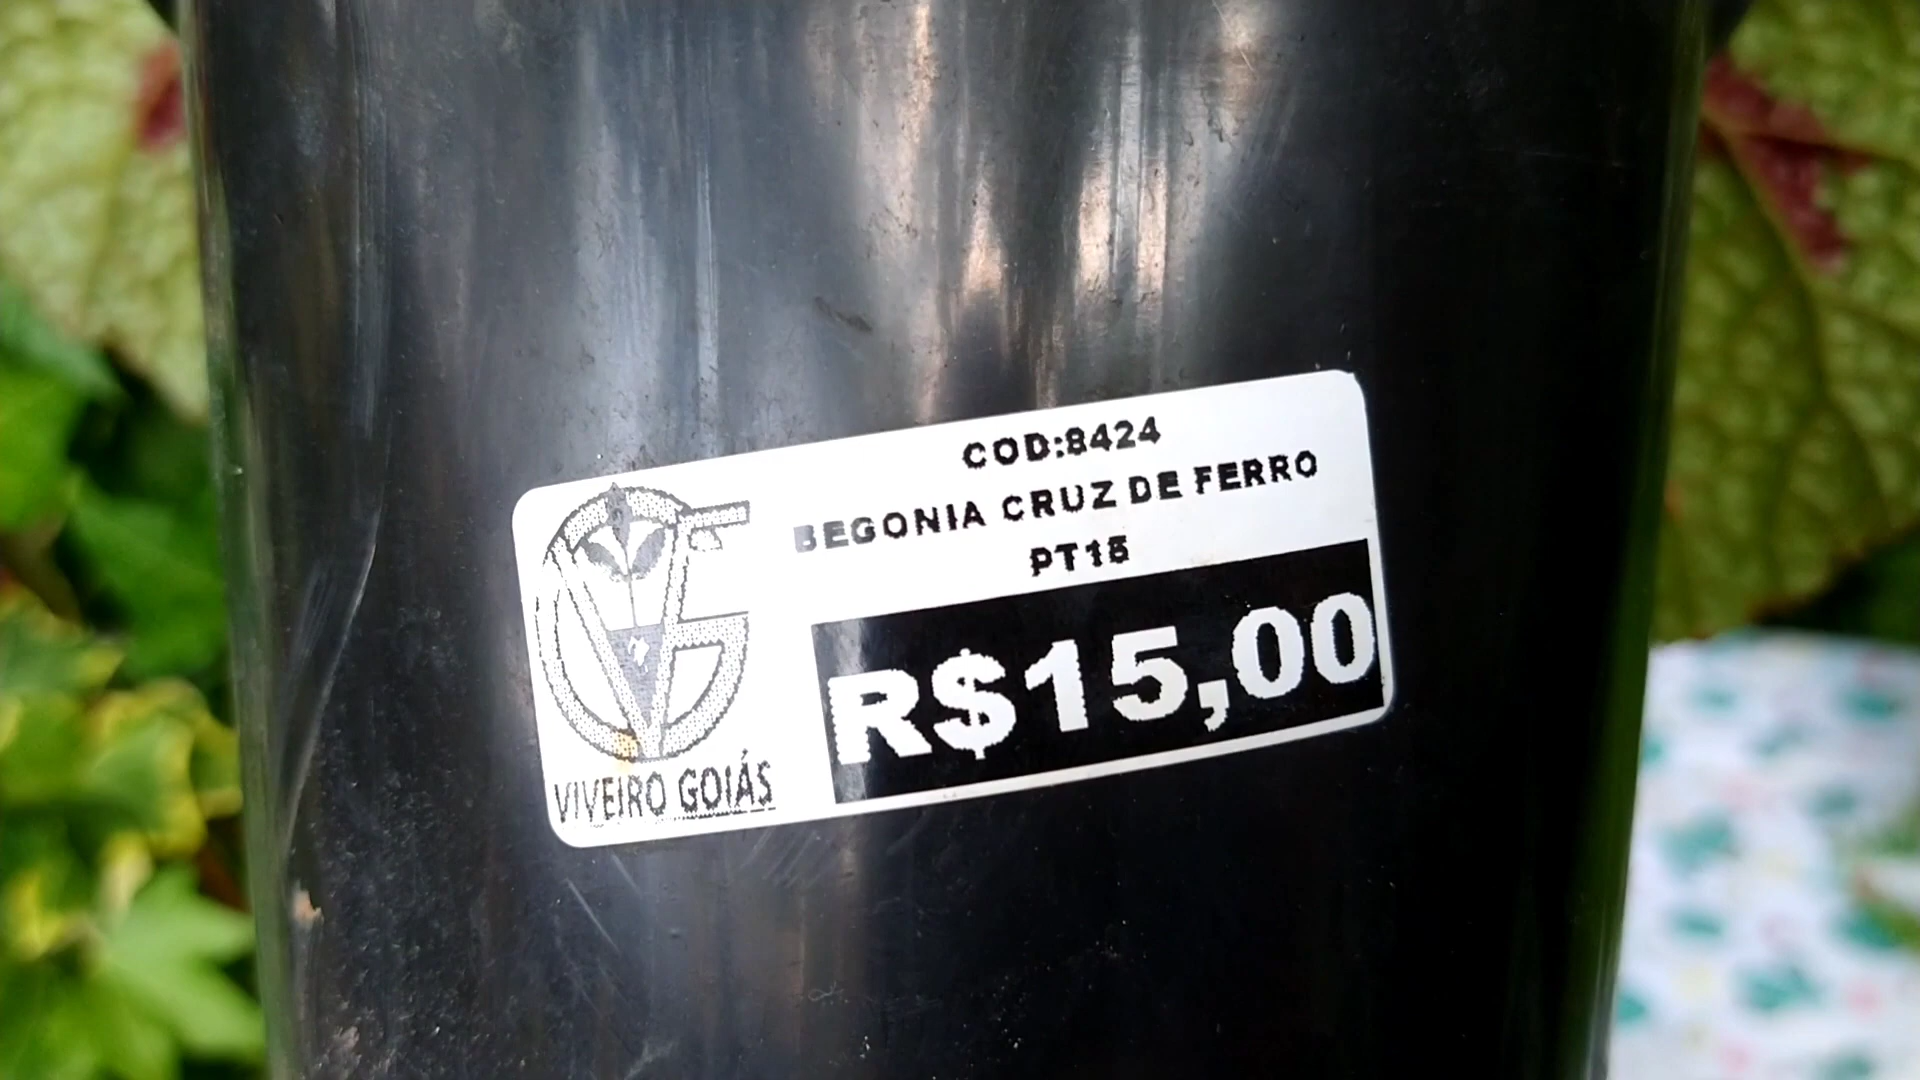 COD:8424
BEGONIA CRUZ DE FERRO
PT15
R$15,00
VIVEIRO GOIÁS